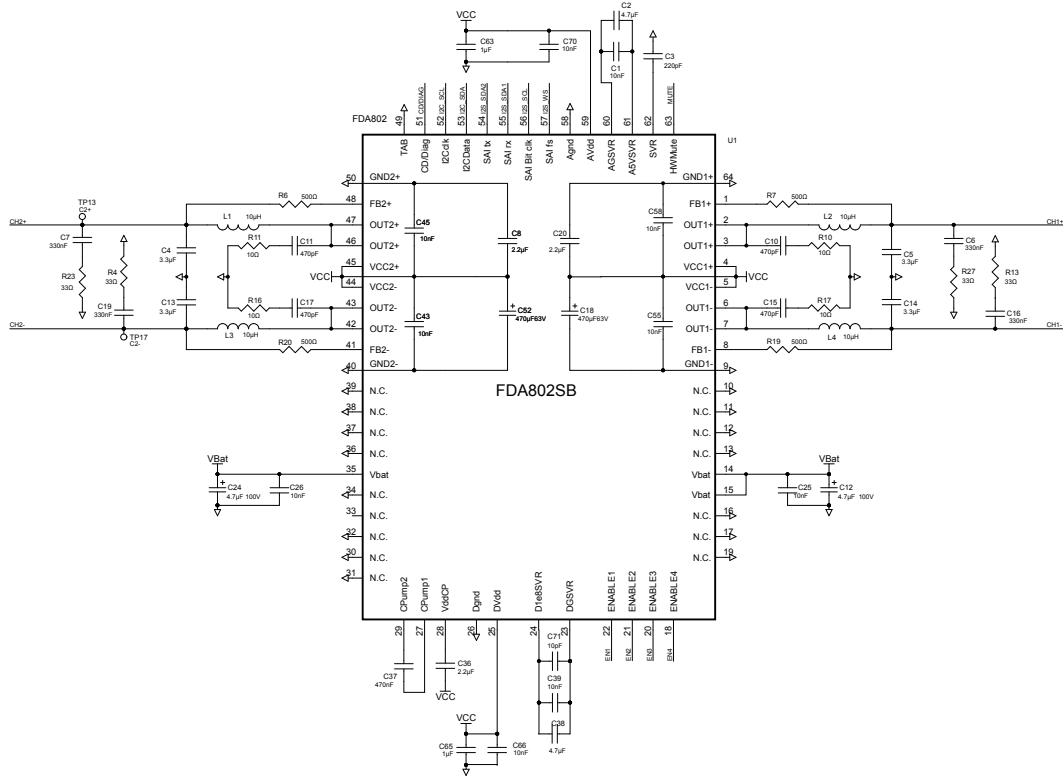 VCC
C63
1μF
C70
10nF
C2
4.7μF
C1
10nF
C3
220pF
FDA802
49
51 CD/DIAG
52 I2C_SCL
53 I2C_SDA
54 I2S_SDA2
55 I2S_SDA1
56 I2S_SCL
57 I2S_WS
58
59
60
61
62
63 MUTE
U1
TAB
CD/Diag
I2Cclk
I2CData
SAI tx
SAI rx
SAI Bit clk
SAI fs
Agnd
AVdd
AGSVR
A5VSVR
SVR
HWMute
50 GND2+
48 FB2+
47 OUT2+
46 OUT2+
45 VCC2+
44 VCC2-
43 OUT2-
42 OUT2-
41 FB2-
40 GND2-
39 N.C.
38 N.C.
37 N.C.
36 N.C.
35 Vbat
34 N.C.
33 N.C.
32 N.C.
30 N.C.
31 N.C.
GND1+ 64
FB1+ 1
OUT1+ 2
OUT1+ 3
VCC1+ 4
VCC1- 5
OUT1- 6
OUT1- 7
FB1- 8
GND1- 9
N.C. 10
N.C. 11
N.C. 12
N.C. 13
Vbat 14
Vbat 15
N.C. 16
N.C. 17
N.C. 19
CH2+
TP13
C2+
C7
330nF
R23
33Ω
R4
33Ω
C19
330nF
CH2-
TP17
C2-
C4
3.3μF
C13
3.3μF
R6 500Ω
L1 10μH
R11
10Ω
C11
470pF
R16
10Ω
C17
470pF
L3 10μH
R20 500Ω
VCC
C45
10nF
C8
2.2μF
C43
10nF
C52
470μF63V
C20
2.2μF
C58
10nF
C18
470μF63V
C55
10nF
FDA802SB
R7 500Ω
L2 10μH
C10
470pF
R10
10Ω
VCC
C15
470pF
R17
10Ω
L4 10μH
R19 500Ω
C5
3.3μF
C14
3.3μF
C6
330nF
R27
33Ω
R13
33Ω
C16
330nF
CH1+
CH1-
VBat
C24
4.7μF 100V
C26
10nF
VBat
C25
10nF
C12
4.7μF 100V
CPump2
CPump1
VddCP
Dgnd
DVdd
D1e8SVR
DGSVR
ENABLE1
ENABLE2
ENABLE3
ENABLE4
29
27
28
26
25
24
23
22
21
20
18
EN1
EN2
EN3
EN4
C37
470nF
C36
2.2μF
VCC
VCC
C65
1μF
C66
10nF
C71
10pF
C39
10nF
C38
4.7μF